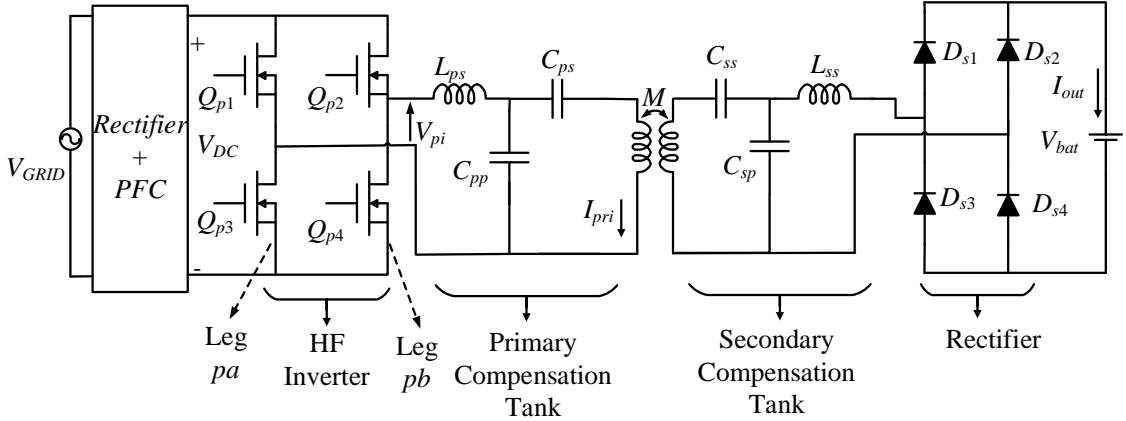 V_GRID
Rectifier
+
PFC
+
V_DC
-
Q_p1
Q_p2
Q_p3
Q_p4
V_pi
L_ps
C_ps
C_pp
M
I_pri
C_ss
L_ss
C_sp
D_s1
D_s2
D_s3
D_s4
I_out
V_bat
Leg
pa
HF
Inverter
Leg
pb
Primary
Compensation
Tank
Secondary
Compensation
Tank
Rectifier